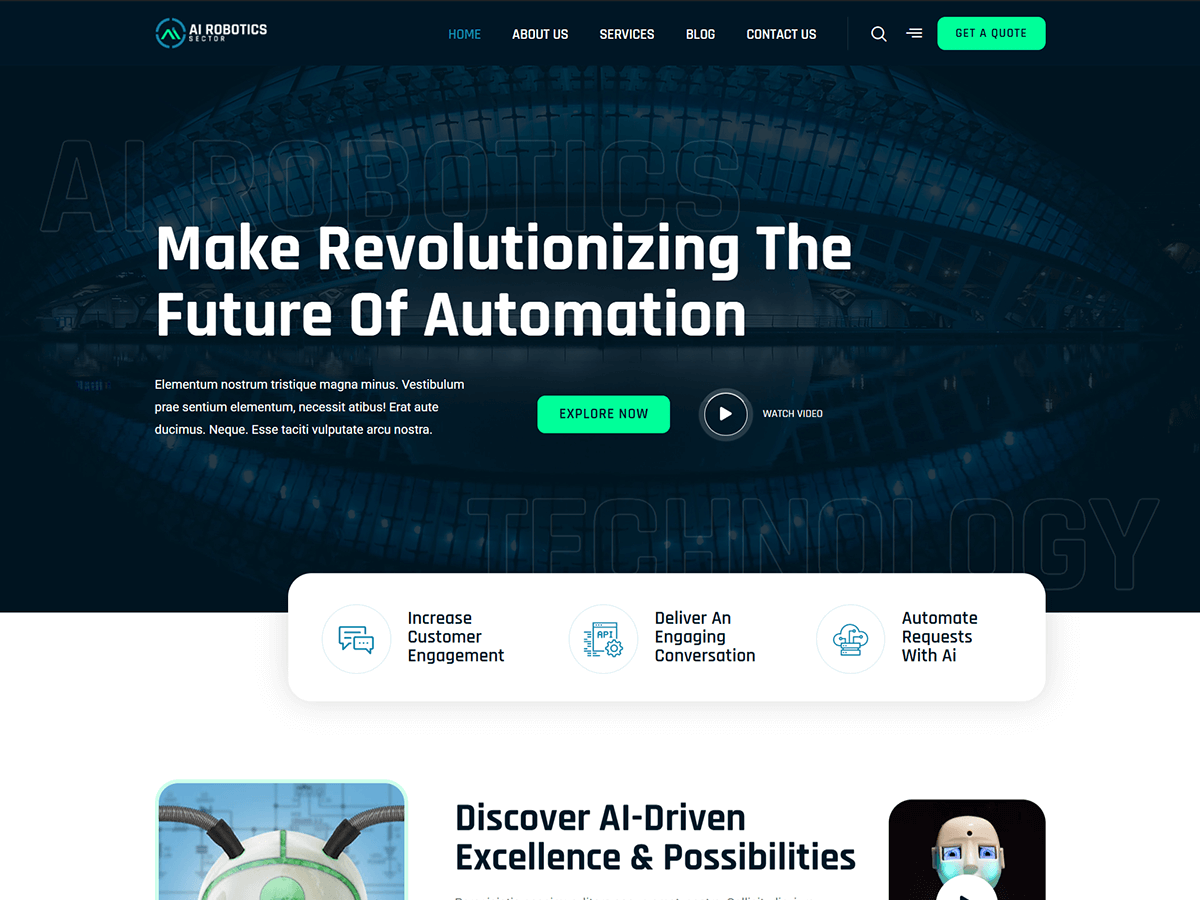 AI ROBOTICS
SECTOR
HOME
ABOUT US
SERVICES
BLOG
CONTACT US
GET A QUOTE
AI ROBOTICS
Make Revolutionizing The
Future Of Automation
Elementum nostrum tristique magna minus. Vestibulum
prae sentium elementum, necessit atibus! Erat aute
ducimus. Neque. Esse taciti vulputate arcu nostra.
EXPLORE NOW
WATCH VIDEO
TECHNOLOGY
Increase
Customer
Engagement
API
Deliver An
Engaging
Conversation
Automate
Requests
With Ai
Discover AI-Driven
Excellence & Possibilities